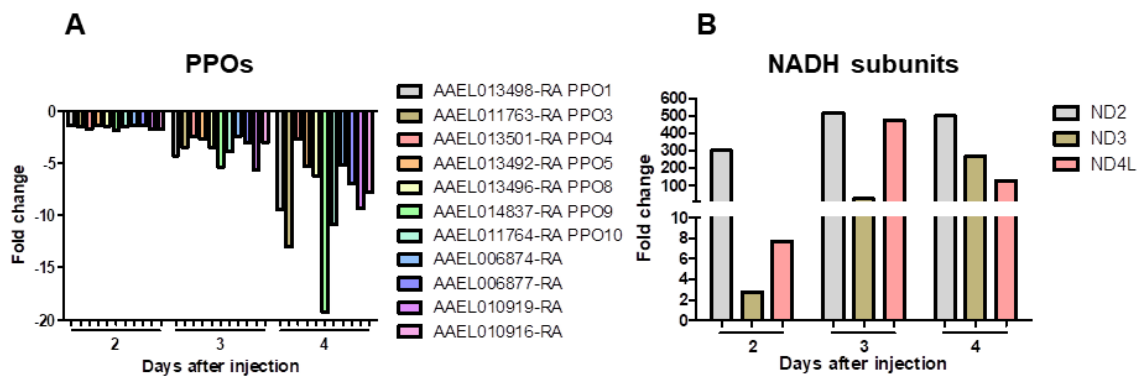 A
PPOs
Fold change
0
-5
-10
-15
-20
2
3
4
Days after injection
AAEL013498-RA PPO1
AAEL011763-RA PPO3
AAEL013501-RA PPO4
AAEL013492-RA PPO5
AAEL013496-RA PPO8
AAEL014837-RA PPO9
AAEL011764-RA PPO10
AAEL006874-RA
AAEL006877-RA
AAEL010919-RA
AAEL010916-RA
B
NADH subunits
Fold change
600
500
400
300
200
100
10
8
6
4
2
0
2
3
4
Days after injection
ND2
ND3
ND4L